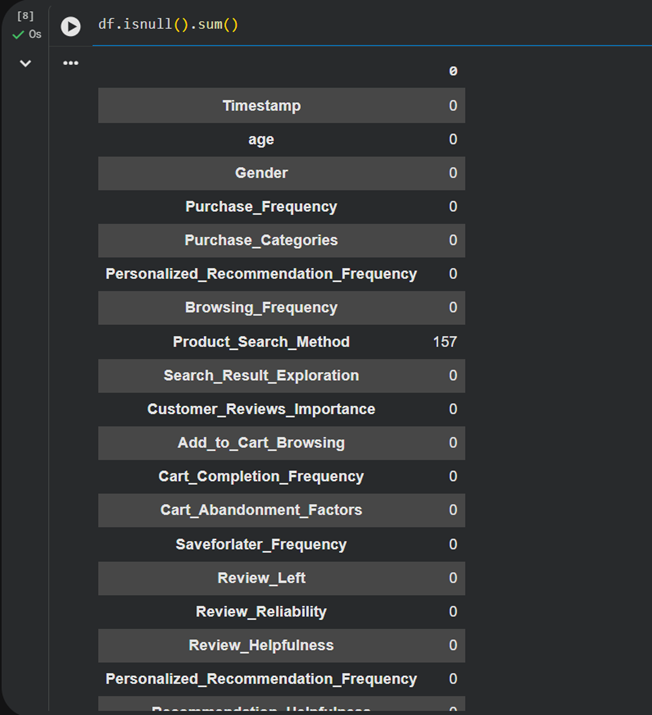 [8]
0s
df.isnull().sum()
0
Timestamp 0
age 0
Gender 0
Purchase_Frequency 0
Purchase_Categories 0
Personalized_Recommendation_Frequency 0
Browsing_Frequency 0
Product_Search_Method 157
Search_Result_Exploration 0
Customer_Reviews_Importance 0
Add_to_Cart_Browsing 0
Cart_Completion_Frequency 0
Cart_Abandonment_Factors 0
Saveforlater_Frequency 0
Review_Left 0
Review_Reliability 0
Review_Helpfulness 0
Personalized_Recommendation_Frequency 0
Recommendation_Helpfulness 0